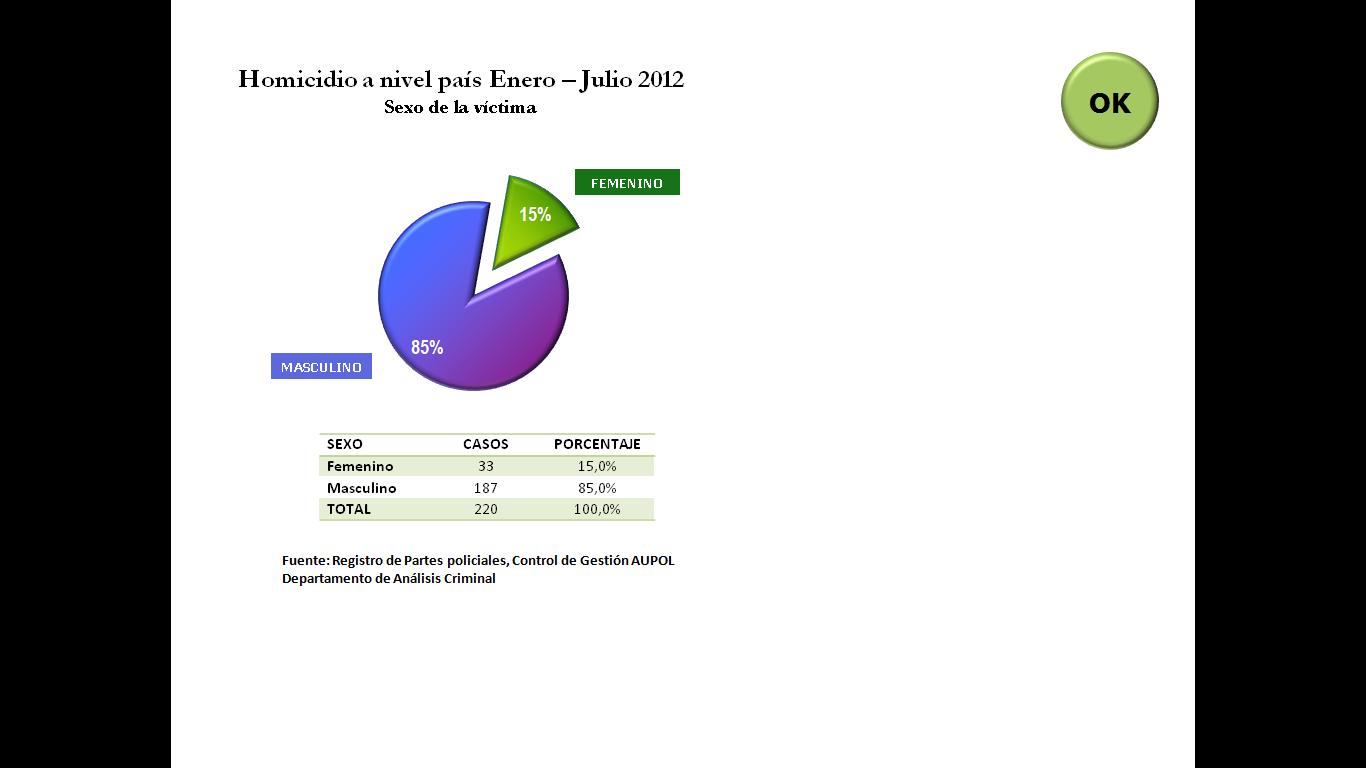 Homicidio a nivel país Enero – Julio 2012
Sexo de la víctima
OK
FEMENINO
15%
85%
MASCULINO
SEXO CASOS PORCENTAJE
Femenino 33 15,0%
Masculino 187 85,0%
TOTAL 220 100,0%
Fuente: Registro de Partes policiales, Control de Gestión AUPOL
Departamento de Análisis Criminal